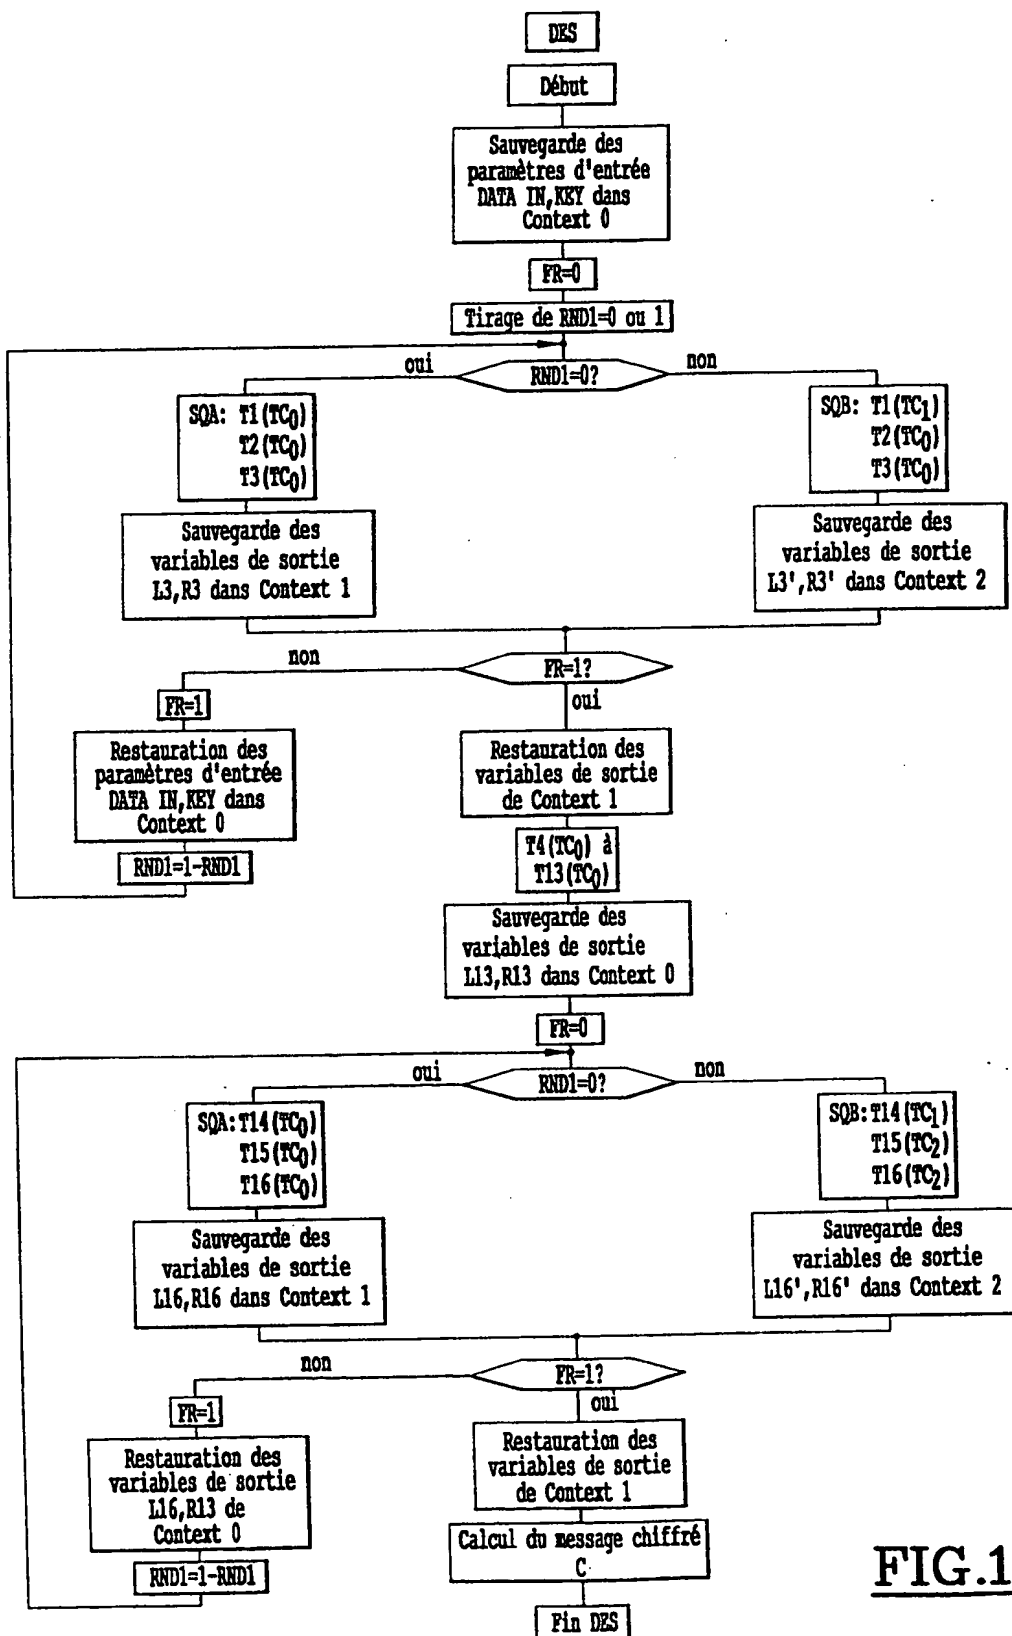 DES
Début
Sauvegarde des
paramètres d'entrée
DATA IN,KEY dans
Context 0
FR=0
Tirage de RND1=0 ou 1
oui
RND1=0?
non
SQA: T1(TC0)
T2(TC0)
T3(TC0)
SQB: T1(TC1)
T2(TC0)
T3(TC0)
Sauvegarde des
variables de sortie
L3,R3 dans Context 1
Sauvegarde des
variables de sortie
L3',R3' dans Context 2
non
FR=1?
oui
FR=1
Restauration des
paramètres d'entrée
DATA IN,KEY dans
Context 0
RND1=1-RND1
Restauration des
variables de sortie
de Context 1
T4(TC0) à
T13(TC0)
Sauvegarde des
variables de sortie
L13,R13 dans Context 0
FR=0
oui
RND1=0?
non
SQA:T14(TC0)
T15(TC0)
T16(TC0)
SQB:T14(TC1)
T15(TC2)
T16(TC2)
Sauvegarde des
variables de sortie
L16,R16 dans Context 1
Sauvegarde des
variables de sortie
L16',R16' dans Context 2
non
FR=1?
oui
FR=1
Restauration des
variables de sortie
L16,R13 de
Context 0
RND1=1-RND1
Restauration des
variables de sortie
de Context 1
Calcul du message chiffré
C
Fin DES
FIG.1